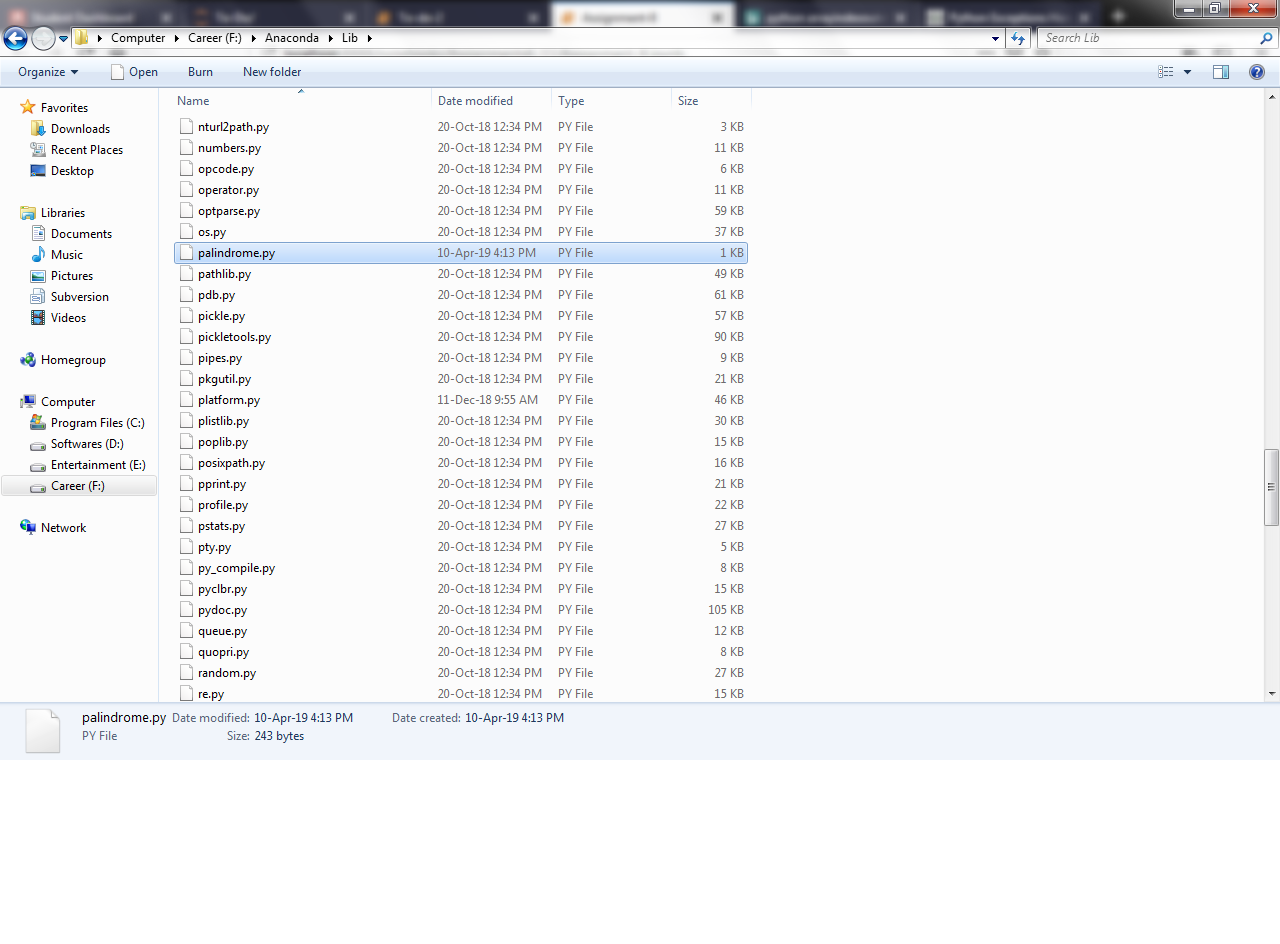 Assignment 8
Computer Career (F:) Anaconda Lib
Search Lib
Organize Open Burn New folder
Name Date modified Type Size
Favorites
Downloads
Recent Places
Desktop
Libraries
Documents
Music
Pictures
Subversion
Videos
Homegroup
Computer
Program Files (C:)
Softwares (D:)
Entertainment (E:)
Career (F:)
Network
nturl2path.py 20-Oct-18 12:34 PM PY File 3 KB
numbers.py 20-Oct-18 12:34 PM PY File 11 KB
opcode.py 20-Oct-18 12:34 PM PY File 6 KB
operator.py 20-Oct-18 12:34 PM PY File 11 KB
optparse.py 20-Oct-18 12:34 PM PY File 59 KB
os.py 20-Oct-18 12:34 PM PY File 37 KB
palindrome.py 10-Apr-19 4:13 PM PY File 1 KB
pathlib.py 20-Oct-18 12:34 PM PY File 49 KB
pdb.py 20-Oct-18 12:34 PM PY File 61 KB
pickle.py 20-Oct-18 12:34 PM PY File 57 KB
pickletools.py 20-Oct-18 12:34 PM PY File 90 KB
pipes.py 20-Oct-18 12:34 PM PY File 9 KB
pkgutil.py 20-Oct-18 12:34 PM PY File 21 KB
platform.py 11-Dec-18 9:55 AM PY File 46 KB
plistlib.py 20-Oct-18 12:34 PM PY File 30 KB
poplib.py 20-Oct-18 12:34 PM PY File 15 KB
posixpath.py 20-Oct-18 12:34 PM PY File 16 KB
pprint.py 20-Oct-18 12:34 PM PY File 21 KB
profile.py 20-Oct-18 12:34 PM PY File 22 KB
pstats.py 20-Oct-18 12:34 PM PY File 27 KB
pty.py 20-Oct-18 12:34 PM PY File 5 KB
py_compile.py 20-Oct-18 12:34 PM PY File 8 KB
pyclbr.py 20-Oct-18 12:34 PM PY File 15 KB
pydoc.py 20-Oct-18 12:34 PM PY File 105 KB
queue.py 20-Oct-18 12:34 PM PY File 12 KB
quopri.py 20-Oct-18 12:34 PM PY File 8 KB
random.py 20-Oct-18 12:34 PM PY File 27 KB
re.py 20-Oct-18 12:34 PM PY File 15 KB
palindrome.py Date modified: 10-Apr-19 4:13 PM Date created: 10-Apr-19 4:13 PM
PY File Size: 243 bytes